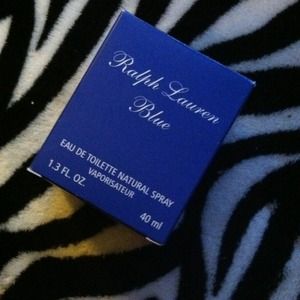 Ralph Lauren
Blue
EAU DE TOILETTE NATURAL SPRAY
VAPORISATEUR
1.3 FL. OZ.
40 ml